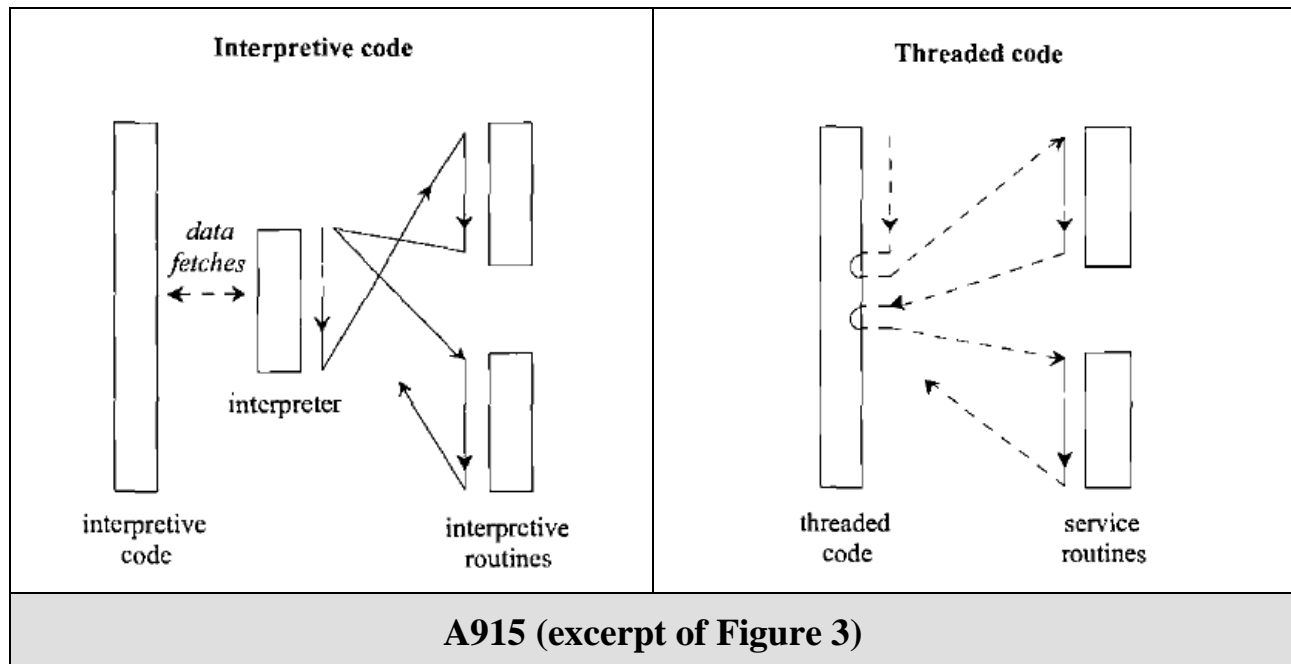 Interpretive code
data
fetches
interpreter
interpretive
code
interpretive
routines
Threaded code
threaded
code
service
routines
A915 (excerpt of Figure 3)